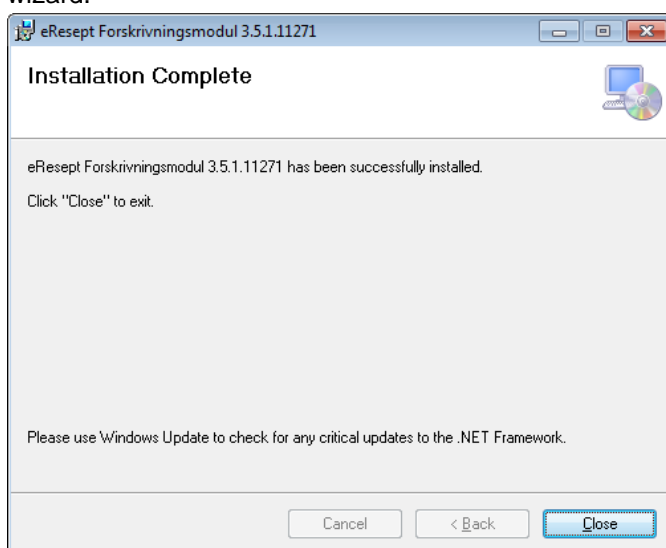 wizard.
eResept Forskrivningsmodul 3.5.1.11271
Installation Complete
eResept Forskrivningsmodul 3.5.1.11271 has been successfully installed.
Click "Close" to exit.
Please use Windows Update to check for any critical updates to the .NET Framework.
Cancel
< Back
Close